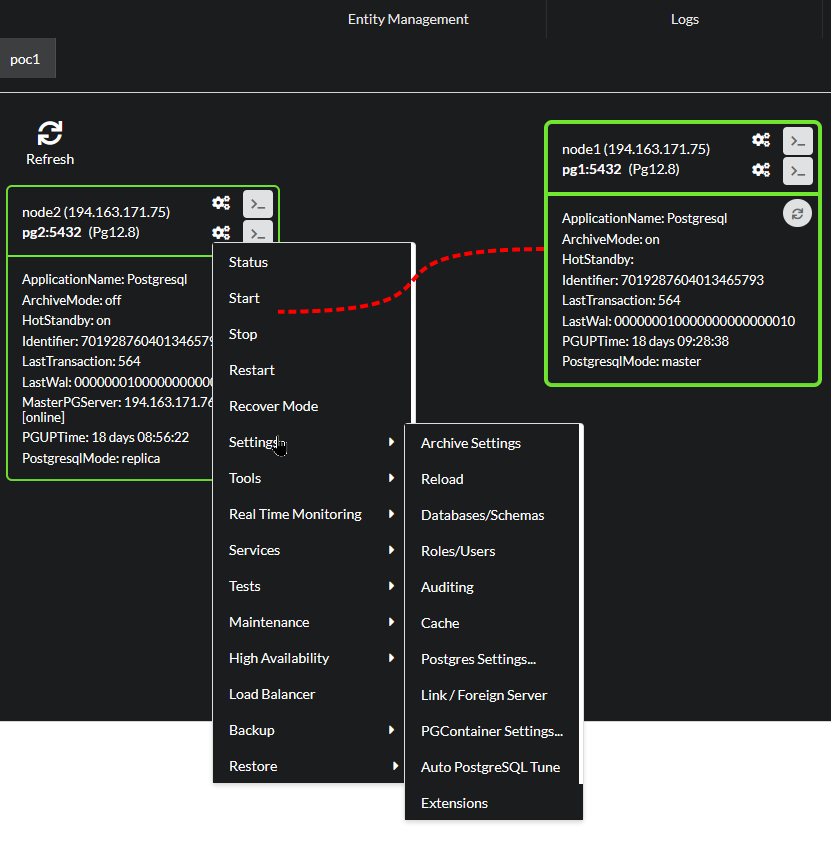 Entity Management
Logs
poc1
Refresh
node2 (194.163.171.75)
pg2:5432 (Pg12.8)
ApplicationName: Postgresql
ArchiveMode: off
HotStandby: on
Identifier: 701928760401346579
LastTransaction: 564
LastWal: 00000001000000000
MasterPGServer: 194.163.171.76
[online]
PGUPTime: 18 days 08:56:22
PostgresqlMode: replica
node1 (194.163.171.75)
pg1:5432 (Pg12.8)
ApplicationName: Postgresql
ArchiveMode: on
HotStandby:
Identifier: 7019287604013465793
LastTransaction: 564
LastWal: 000000010000000000000010
PGUPTime: 18 days 09:28:38
PostgresqlMode: master
Status
Start
Stop
Restart
Recover Mode
Settings
Tools
Real Time Monitoring
Services
Tests
Maintenance
High Availability
Load Balancer
Backup
Restore
Archive Settings
Reload
Databases/Schemas
Roles/Users
Auditing
Cache
Postgres Settings...
Link / Foreign Server
PGContainer Settings...
Auto PostgreSQL Tune
Extensions